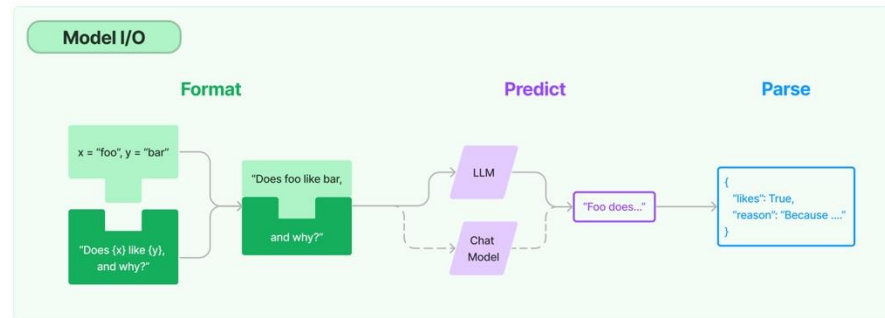 Model I/O
Format
Predict
Parse
x = "foo", y = "bar"
"Does {x} like {y},
and why?"
"Does foo like bar,
and why?"
LLM
Chat
Model
"Foo does..."
{
"likes": True,
"reason": "Because ...."
}